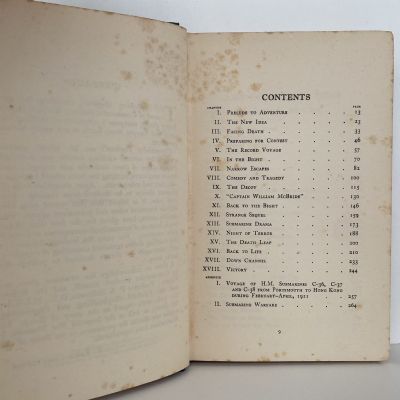 CONTENTS
CHAPTER PAGE
I. Prelude to Adventure 13
II. The New Idea 23
III. Facing Death 33
IV. Preparing for Contest 46
V. The Record Voyage 57
VI. In the Bight 70
VII. Narrow Escapes 82
VIII. Comedy and Tragedy 100
IX. The Decoy 115
X. "Captain William McBride" 130
XI. Back to the Bight 146
XII. Strange Sequel 159
XIII. Submarine Drama 173
XIV. Night of Terror 188
XV. The Death Leap 200
XVI. Back to Life 220
XVII. Down Channel 233
XVIII. Victory 244
APPENDIX
I. Voyage of H.M. Submarines C-36, C-37
and C-38 from Portsmouth to Hong Kong
during February–April, 1911 257
II. Submarine Warfare 264
9